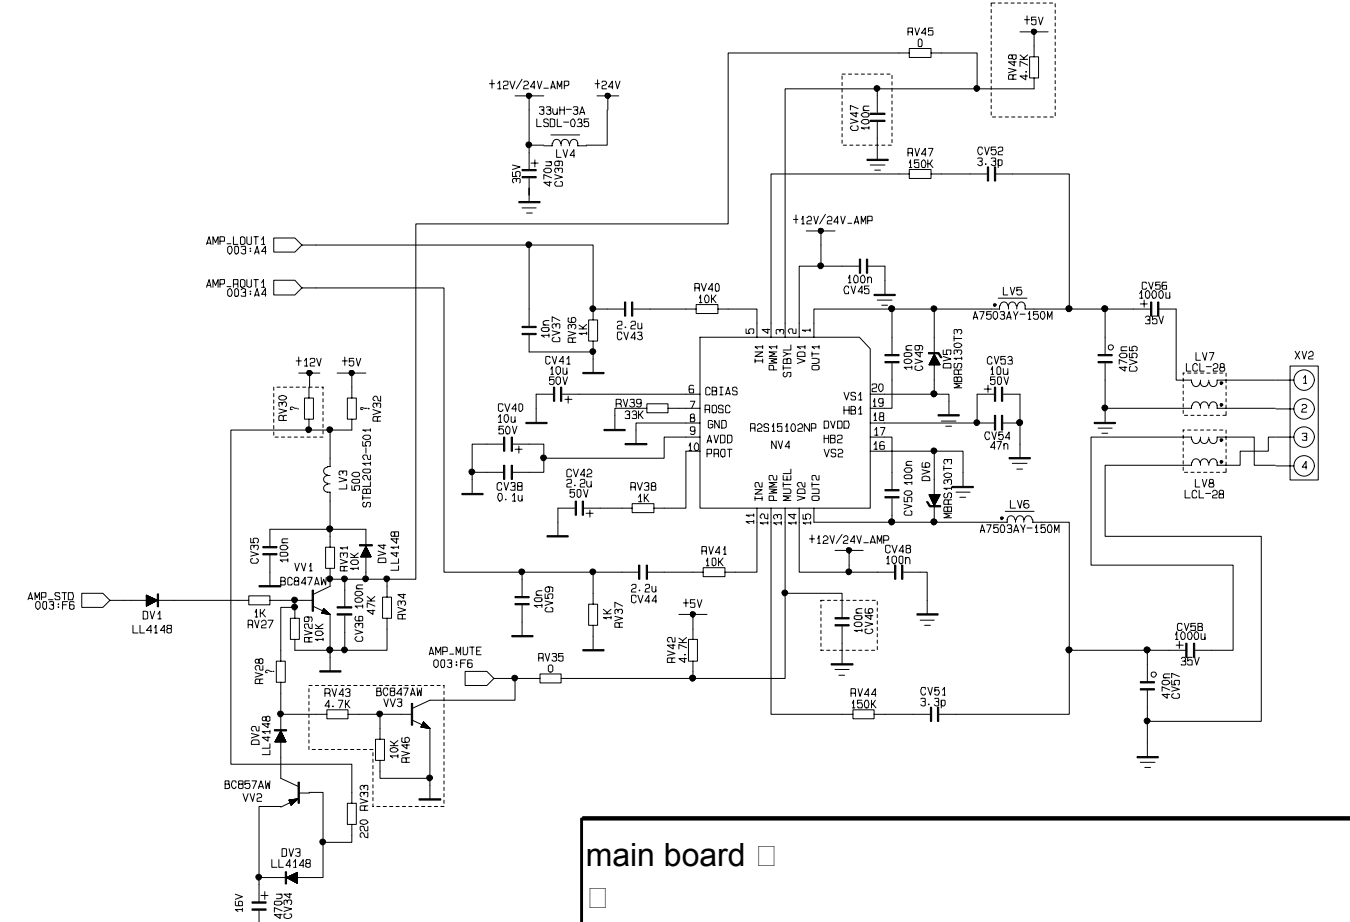 RV45
0
+5V
RV48
4.7K
+12V/24V_AMP
+24V
33uH-3A
LSDL-035
LV4
35V
470u
CV39
+
CV47
100n
RV47
150K
CV52
3.3p
+12V/24V_AMP
100n
CV45
AMP_LOUT1
003:A4
AMP_ROUT1
003:A4
10n
CV37
RV36
1K
2.2u
CV43
RV40
10K
LV5
A7503AY-150M
CV56
1000u
+
35V
470n
CV55
LV7
LCL-28
XV2
1
2
3
4
LV8
LCL-28
5
4
3
2
1
IN1
PWM1
STBYL
VD1
OUT1
100n
CV49
DV5
MBRS130T3
CV53
10u
50V
+
CV54
47n
CV41
10u
50V
+
RV39
33K
CV40
10u
50V
+
CV38
0.1u
CV42
2.2u
50V
+
RV38
1K
6
7
8
9
10
CBIAS
ROSC
GND
AVDD
PROT
R2S15102NP
NV4
VS1
HB1
DVDD
HB2
VS2
20
19
18
17
16
IN2
PWM2
MUTEL
VD2
OUT2
11
12
13
14
15
CV50
100n
DV6
MBRS130T3
LV6
A7503AY-150M
+12V/24V_AMP
CV48
100n
+12V
+5V
RV30
?
?
RV32
LV3
500
STBL2012-501
CV35
100n
RV31
10K
DV4
LL4148
VV1
BC847AW
AMP_STD
003:F6
DV1
LL4148
1K
RV27
RV29
10K
CV36
100n
47K
RV34
10n
CV59
1K
RV37
2.2u
CV44
RV41
10K
+5V
RV42
4.7K
100n
CV46
AMP_MUTE
003:F6
RV35
0
RV28
?
RV43
4.7K
BC847AW
VV3
10K
RV46
DV2
LL4148
BC857AW
VV2
220
RV33
DV3
LL4148
16V
+
470u
CV34
RV44
150K
CV51
3.3p
CV58
1000u
+
35V
470n
CV57
main board